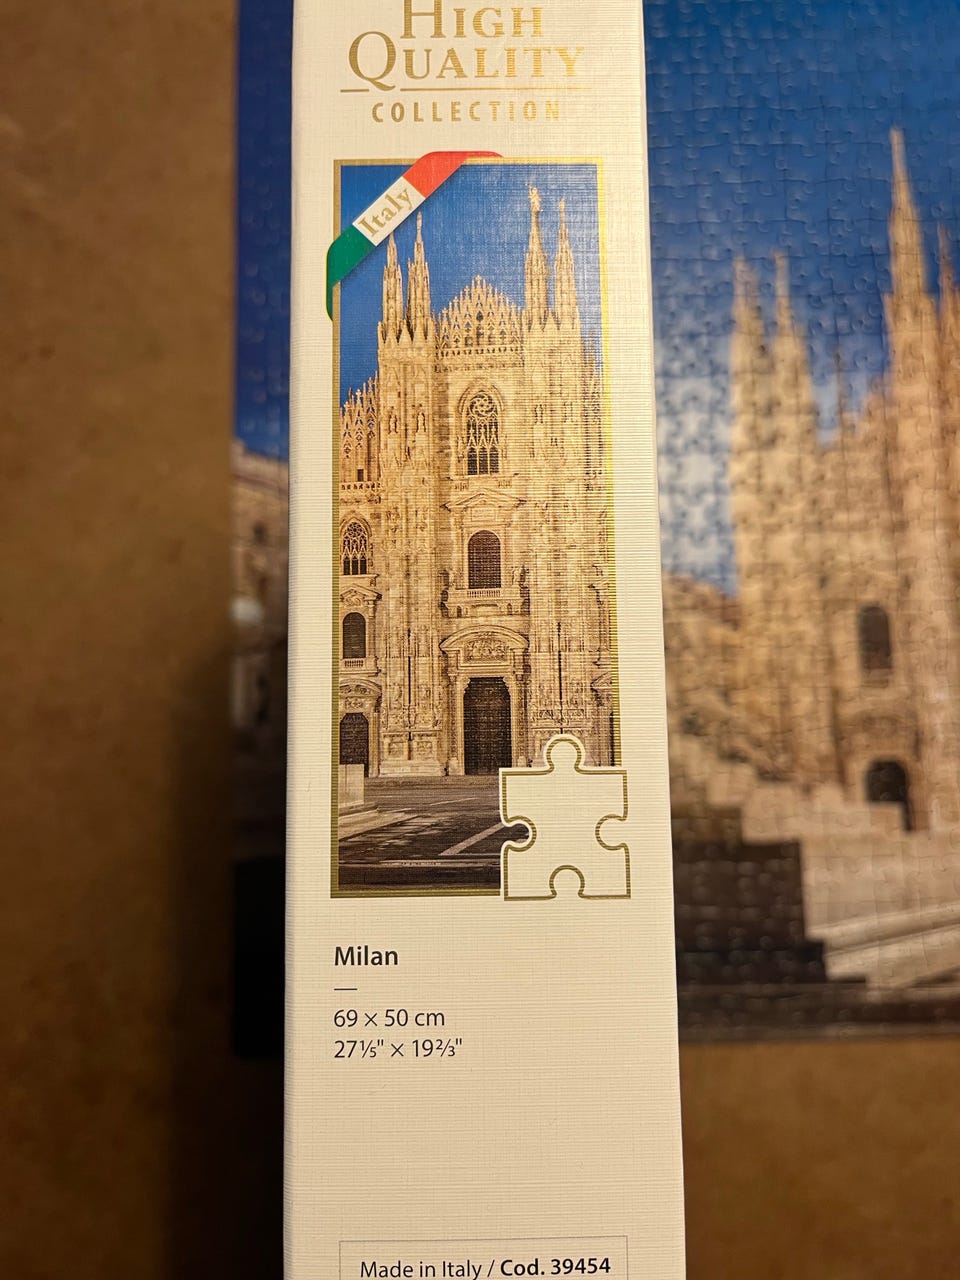 HIGH
QUALITY
COLLECTION
Italy
Milan
69 × 50 cm
27⅕" × 19⅔"
Made in Italy / Cod. 39454